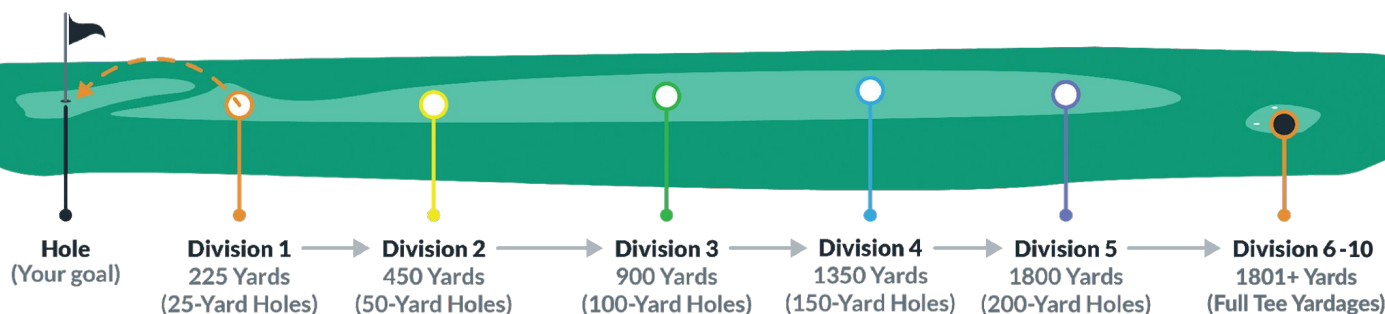 Hole
(Your goal)
Division 1
225 Yards
(25-Yard Holes)
Division 2
450 Yards
(50-Yard Holes)
Division 3
900 Yards
(100-Yard Holes)
Division 4
1350 Yards
(150-Yard Holes)
Division 5
1800 Yards
(200-Yard Holes)
Division 6-10
1801+ Yards
(Full Tee Yardages)